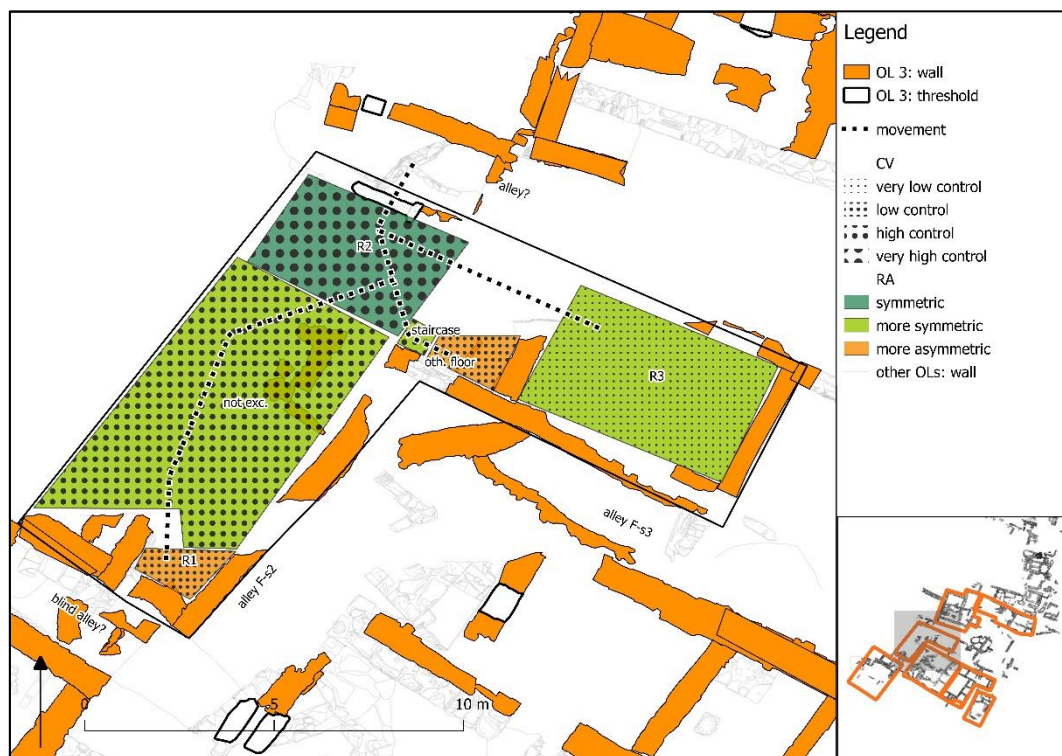 alley?
R2
staircase
oth. floor
R3
not exc.
R1
alley F-s3
alley F-s2
blind alley?
0
5
10 m
Legend
OL 3: wall
OL 3: threshold
movement
CV
very low control
low control
high control
very high control
RA
symmetric
more symmetric
more asymmetric
other OLs: wall